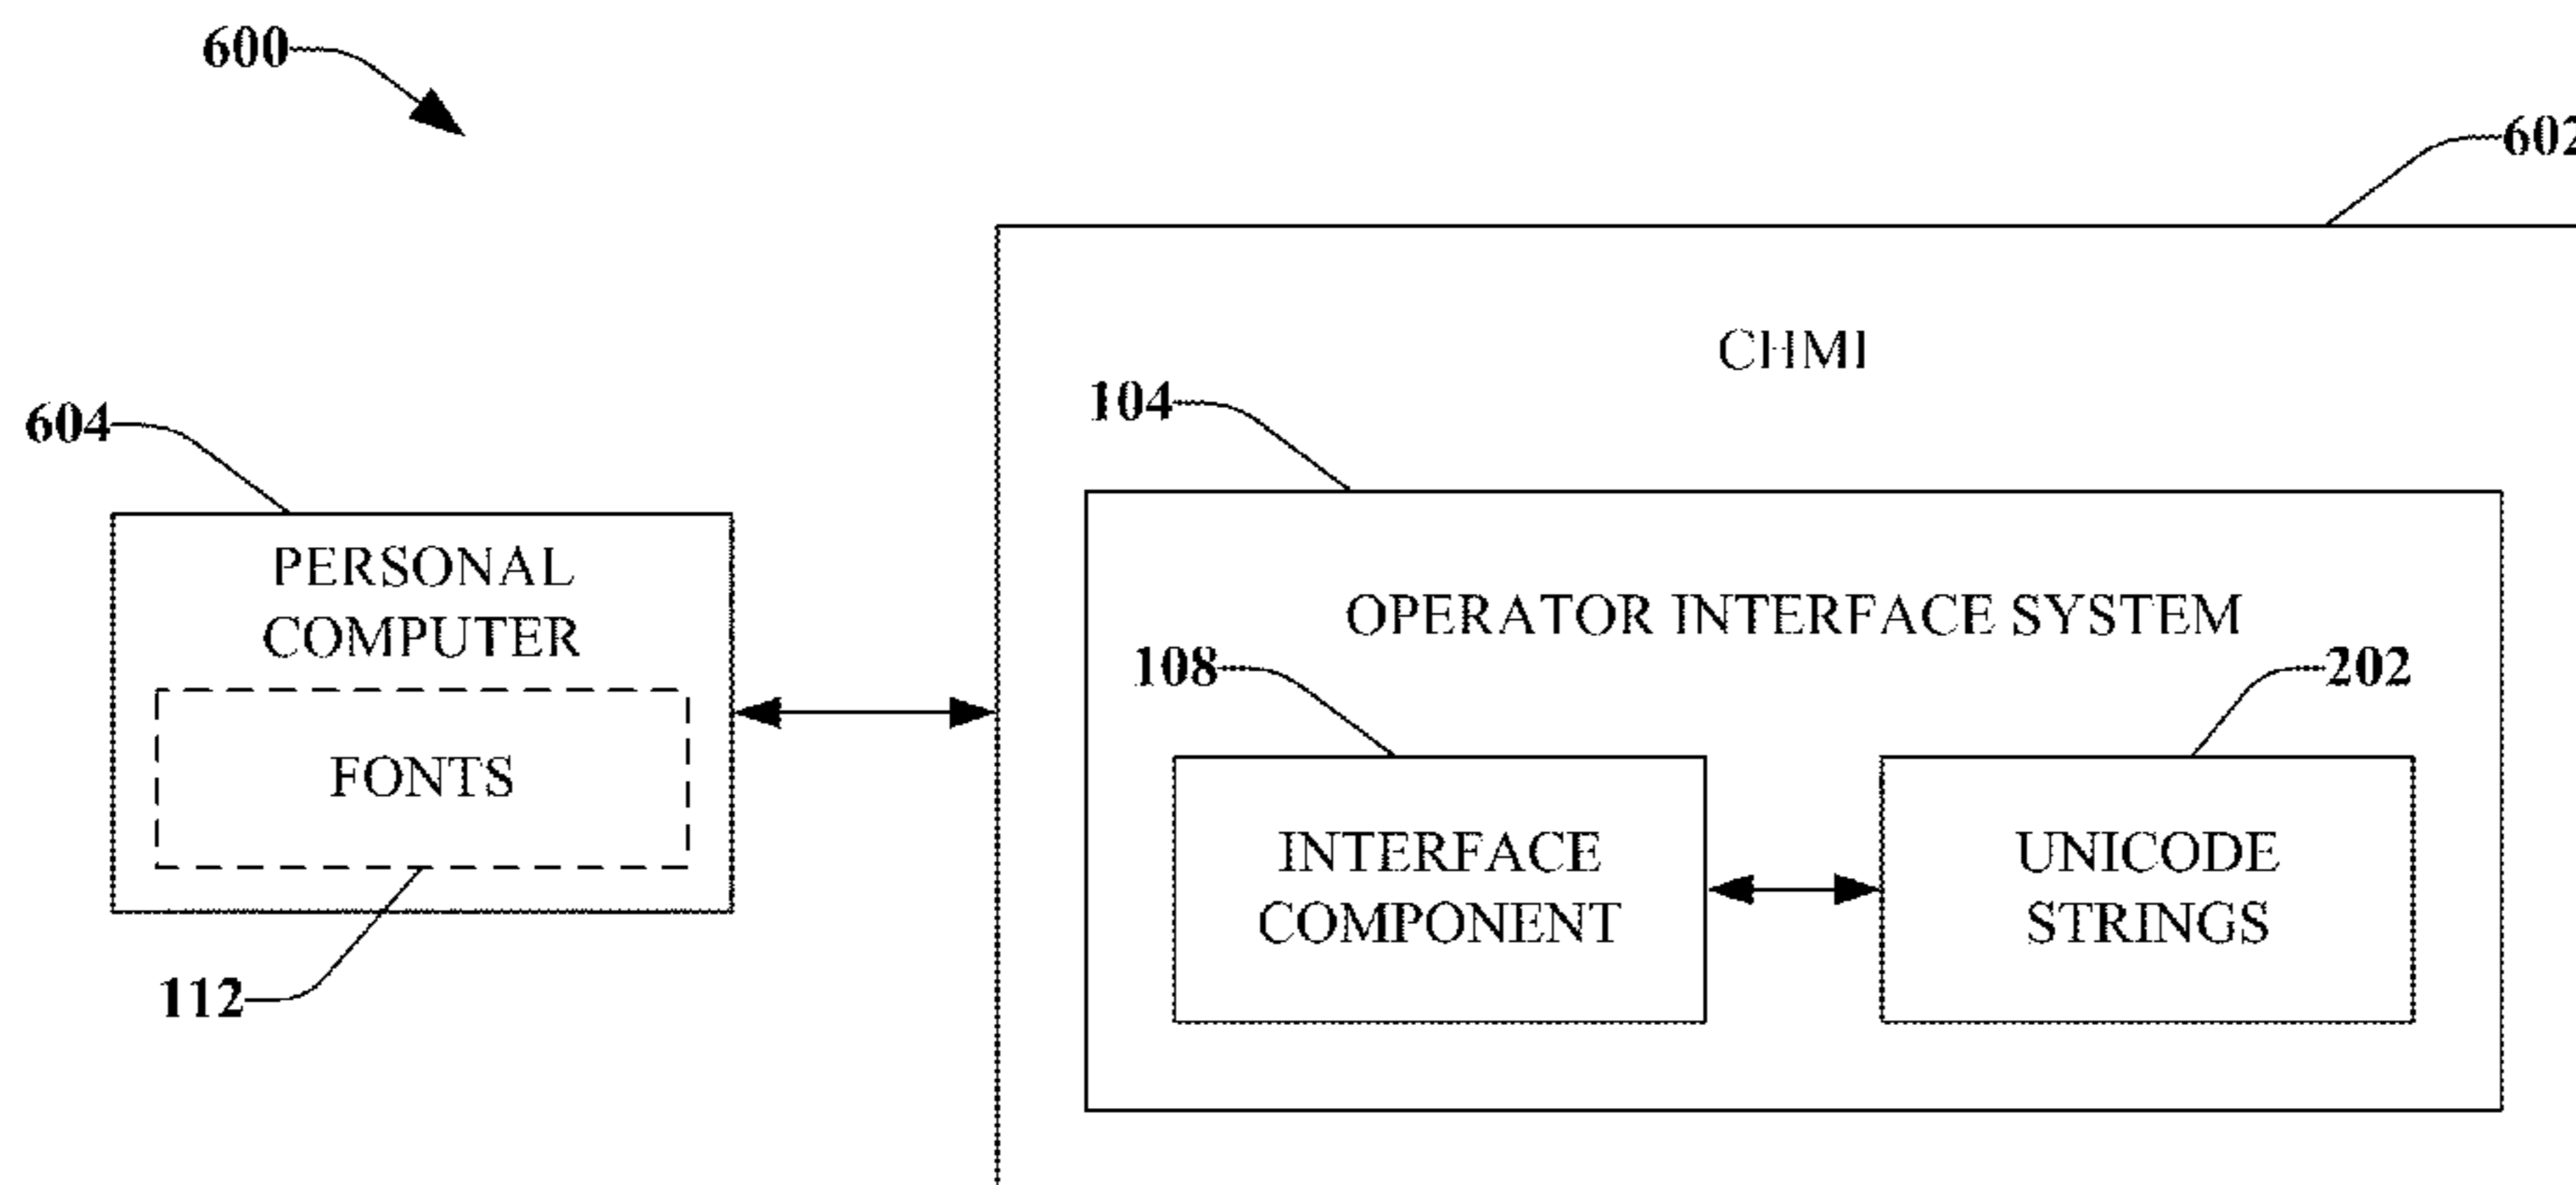 600
602
CHMI
104
604
PERSONAL
COMPUTER
OPERATOR INTERFACE SYSTEM
108
202
FONTS
INTERFACE
COMPONENT
UNICODE
STRINGS
112